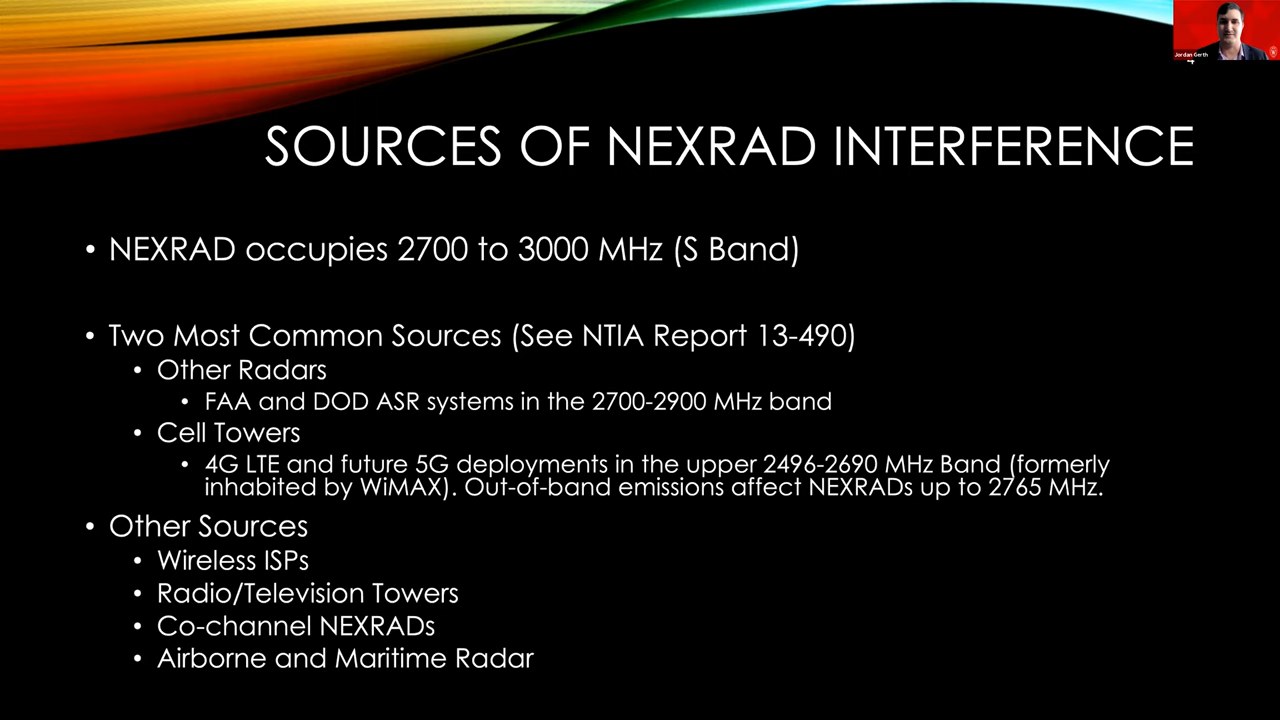 Jordan Gerth
4
SOURCES OF NEXRAD INTERFERENCE
• NEXRAD occupies 2700 to 3000 MHz (S Band)
• Two Most Common Sources (See NTIA Report 13-490)
• Other Radars
• FAA and DOD ASR systems in the 2700-2900 MHz band
• Cell Towers
• 4G LTE and future 5G deployments in the upper 2496-2690 MHz Band (formerly
inhabited by WiMAX). Out-of-band emissions affect NEXRADs up to 2765 MHz.
• Other Sources
• Wireless ISPs
• Radio/Television Towers
• Co-channel NEXRADs
• Airborne and Maritime Radar